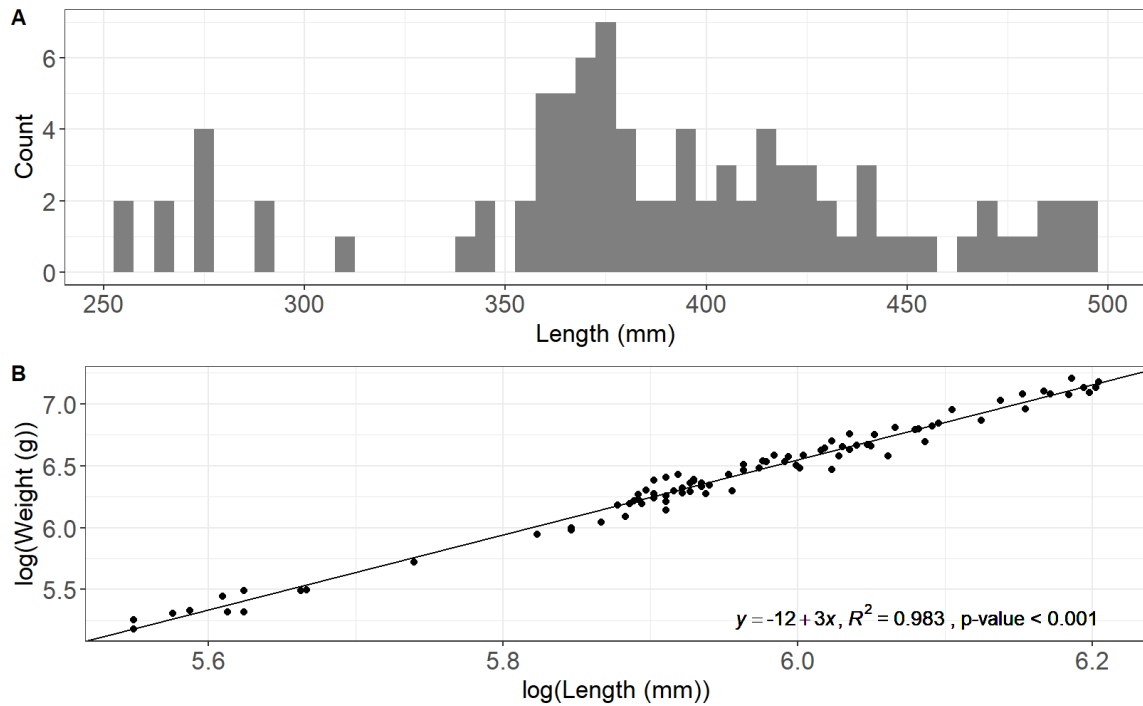 A
Count
6
4
2
0
250 300 350 400 450 500
Length (mm)
B
log(Weight (g))
7.0
6.5
6.0
5.5
y = -12 + 3x, R² = 0.983 , p-value < 0.001
5.6 5.8 6.0 6.2
log(Length (mm))